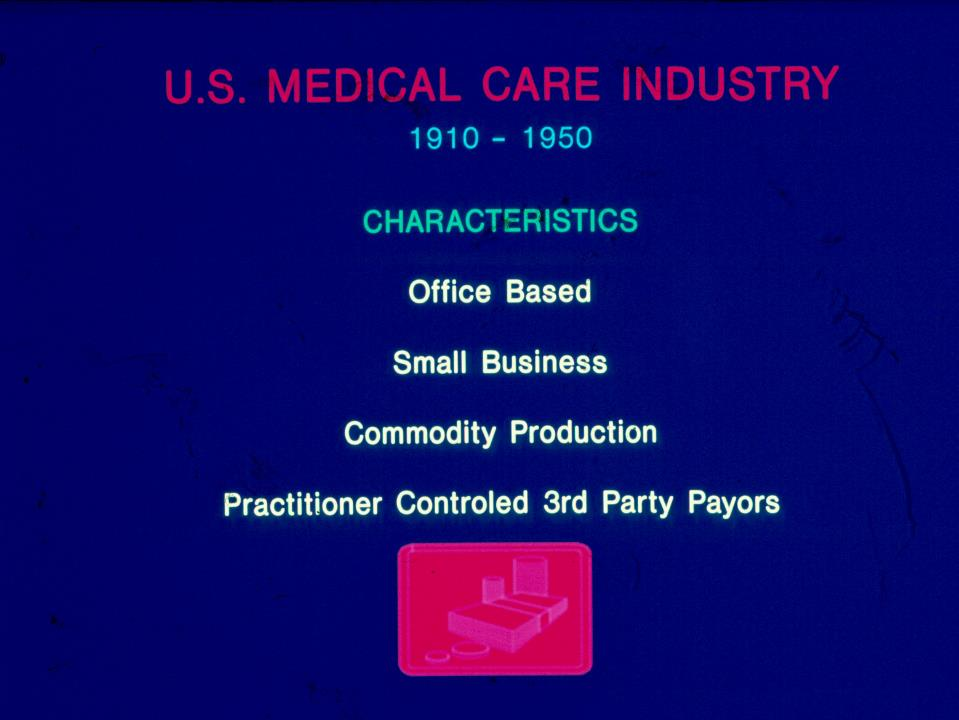 U.S. MEDICAL CARE INDUSTRY
1910 - 1950
CHARACTERISTICS
Office Based
Small Business
Commodity Production
Practitioner Controled 3rd Party Payors